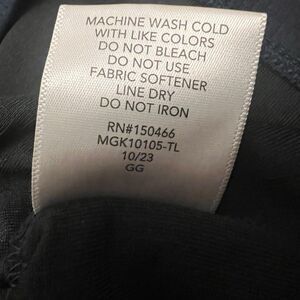 MACHINE WASH COLD
WITH LIKE COLORS
DO NOT BLEACH
DO NOT USE
FABRIC SOFTENER
LINE DRY
DO NOT IRON
RN#150466
MGK10105-TL
10/23
GG